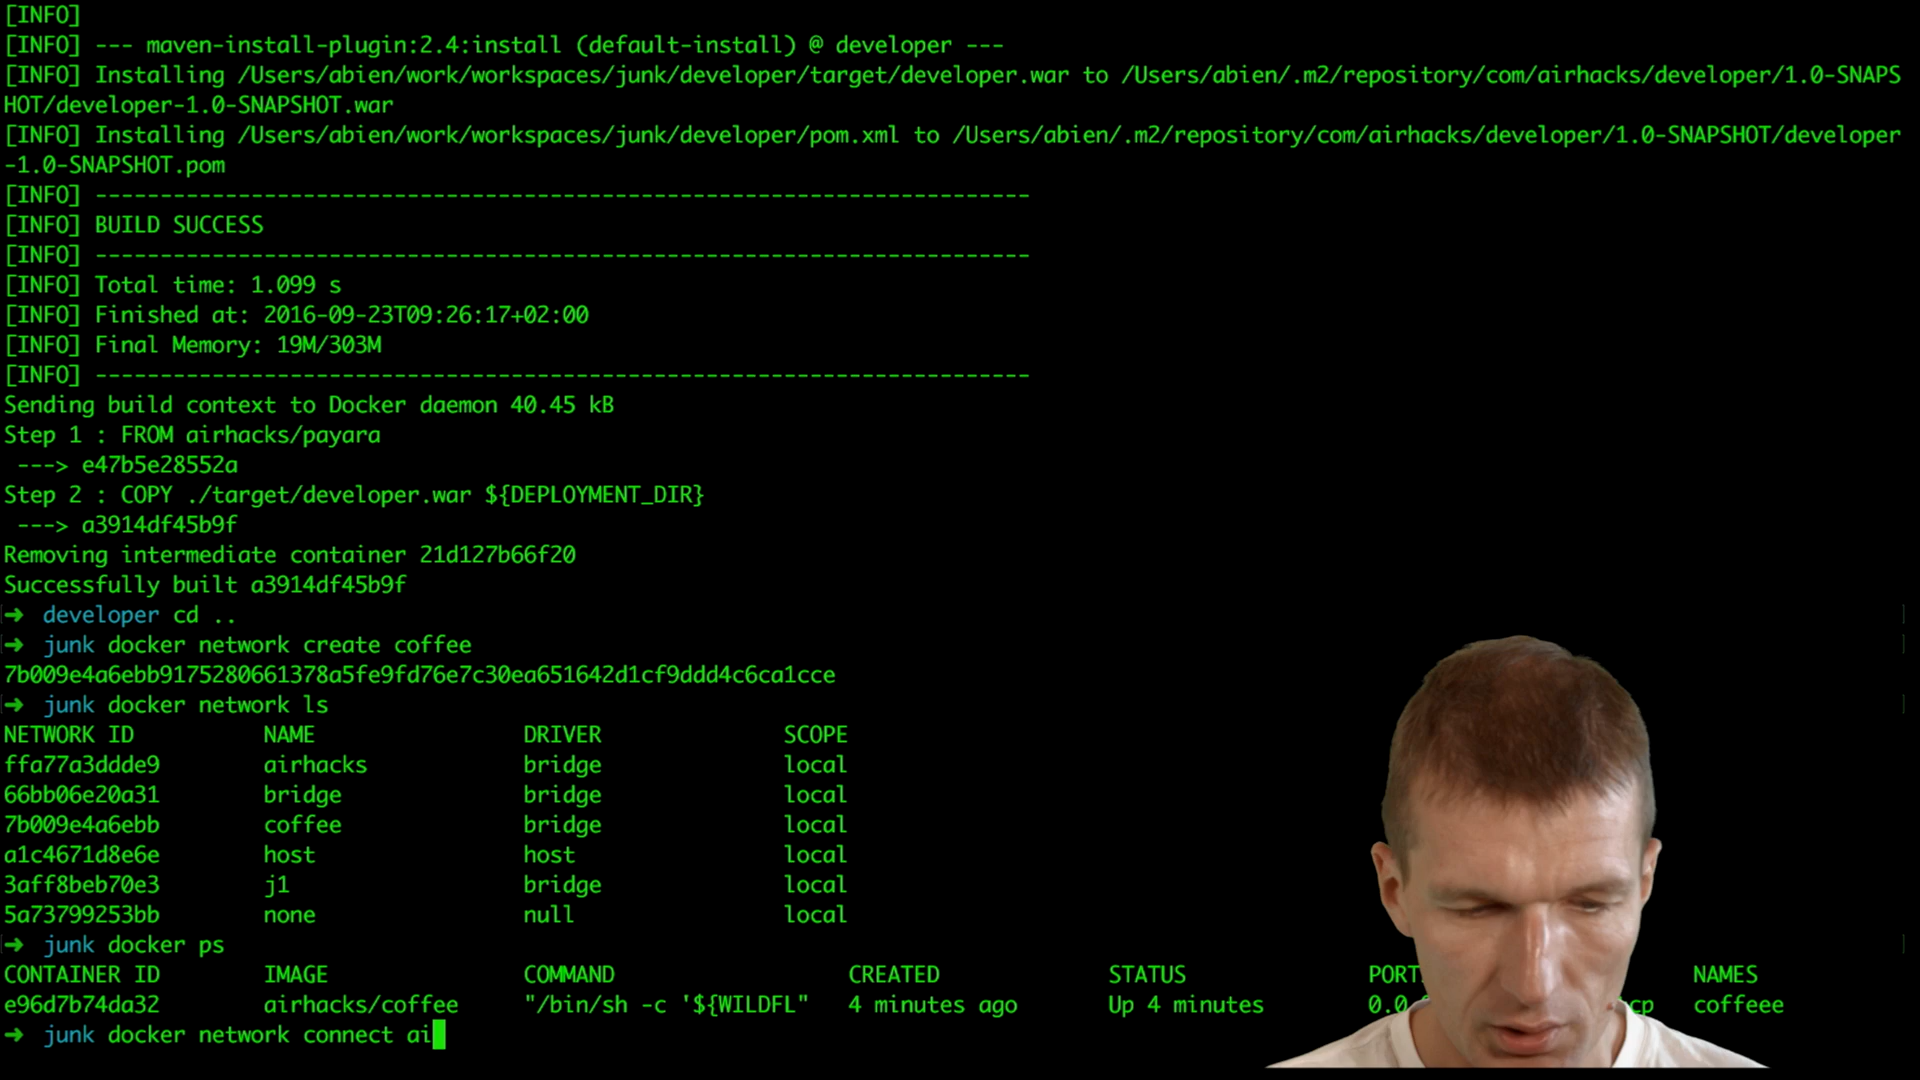 [INFO]
[INFO] --- maven-install-plugin:2.4:install (default-install) @ developer ---
[INFO] Installing /Users/abien/work/workspaces/junk/developer/target/developer.war to /Users/abien/.m2/repository/com/airhacks/developer/1.0-SNAPS
HOT/developer-1.0-SNAPSHOT.war
[INFO] Installing /Users/abien/work/workspaces/junk/developer/pom.xml to /Users/abien/.m2/repository/com/airhacks/developer/1.0-SNAPSHOT/developer
-1.0-SNAPSHOT.pom
[INFO] ------------------------------------------------------------------------
[INFO] BUILD SUCCESS
[INFO] ------------------------------------------------------------------------
[INFO] Total time: 1.099 s
[INFO] Finished at: 2016-09-23T09:26:17+02:00
[INFO] Final Memory: 19M/303M
[INFO] ------------------------------------------------------------------------
Sending build context to Docker daemon 40.45 kB
Step 1 : FROM airhacks/payara
 ---> e47b5e28552a
Step 2 : COPY ./target/developer.war ${DEPLOYMENT_DIR}
 ---> a3914df45b9f
Removing intermediate container 21d127b66f20
Successfully built a3914df45b9f
➜ developer cd ..
➜ junk docker network create coffee
7b009e4a6ebb9175280661378a5fe9fd76e7c30ea651642d1cf9ddd4c6ca1cce
➜ junk docker network ls
NETWORK ID NAME DRIVER SCOPE
ffa77a3ddde9 airhacks bridge local
66bb06e20a31 bridge bridge local
7b009e4a6ebb coffee bridge local
a1c4671d8e6e host host local
3aff8beb70e3 j1 bridge local
5a73799253bb none null local
➜ junk docker ps
CONTAINER ID IMAGE COMMAND CREATED STATUS PORT NAMES
e96d7b74da32 airhacks/coffee "/bin/sh -c '${WILDFL" 4 minutes ago Up 4 minutes 0.0 cp coffeee
➜ junk docker network connect ai